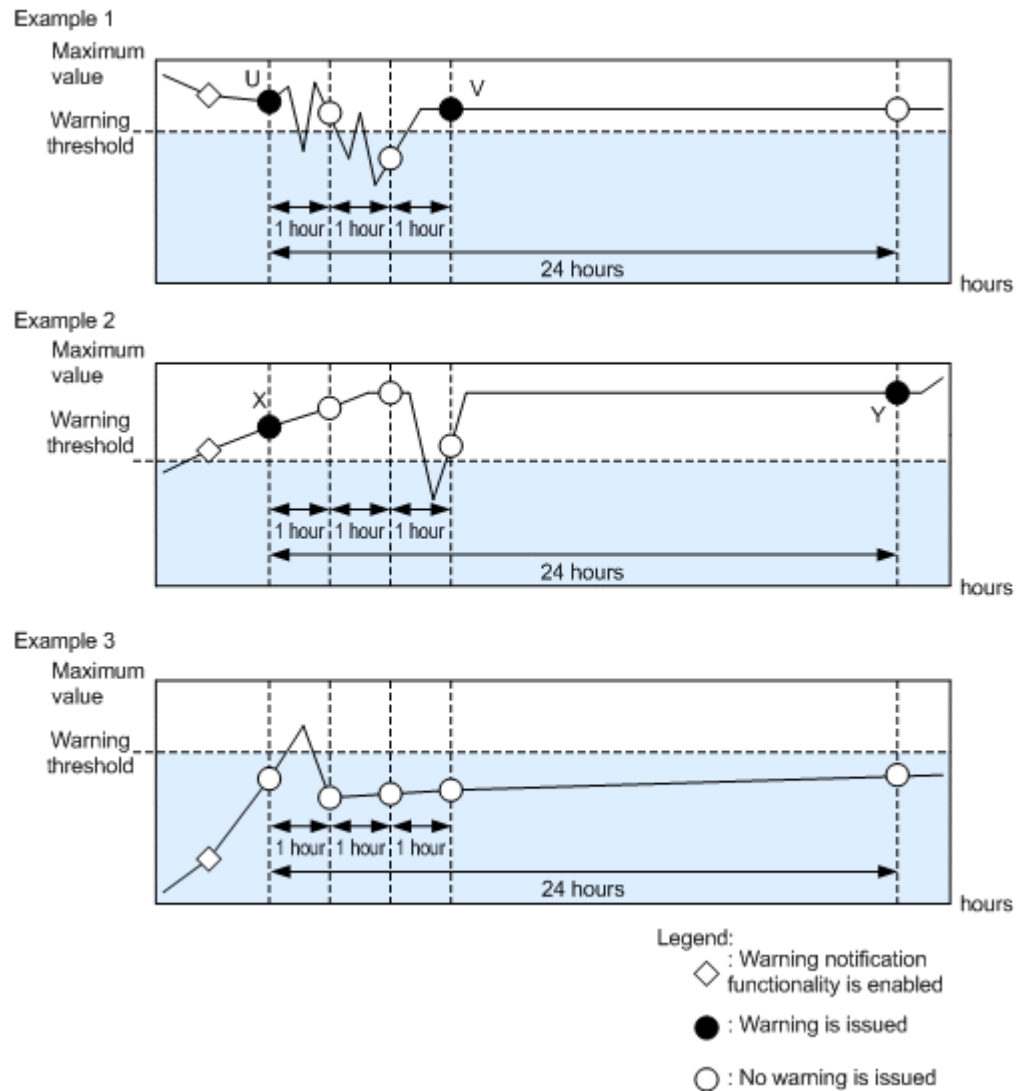 Example 1
Maximum
value
U
V
Warning
threshold
1 hour
1 hour
1 hour
24 hours
hours
Example 2
Maximum
value
X
Y
Warning
threshold
1 hour
1 hour
1 hour
24 hours
hours
Example 3
Maximum
value
Warning
threshold
1 hour
1 hour
1 hour
24 hours
hours
Legend:
: Warning notification
functionality is enabled
: Warning is issued
: No warning is issued